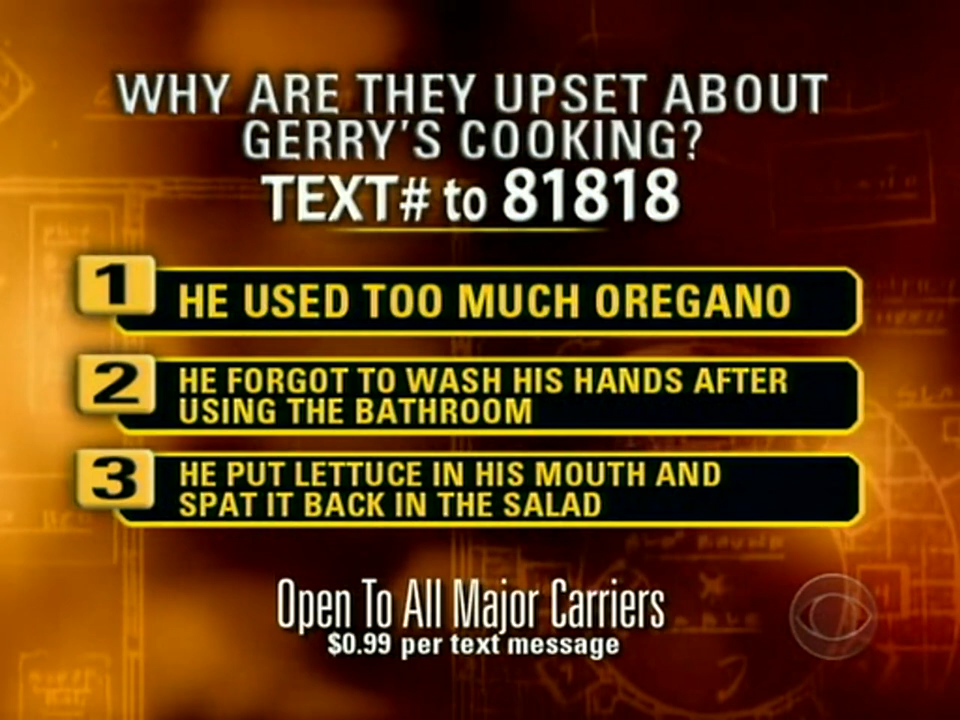 WHY ARE THEY UPSET ABOUT
GERRY'S COOKING?
TEXT# to 81818
1 HE USED TOO MUCH OREGANO
2 HE FORGOT TO WASH HIS HANDS AFTER
USING THE BATHROOM
3 HE PUT LETTUCE IN HIS MOUTH AND
SPAT IT BACK IN THE SALAD
Open To All Major Carriers
$0.99 per text message